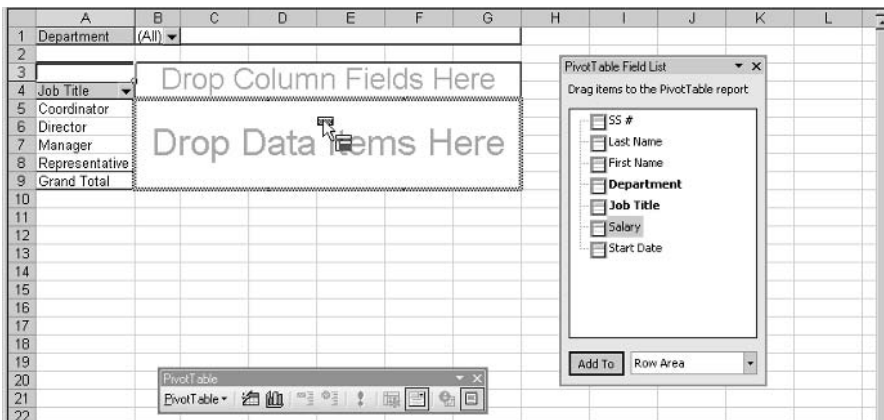 A B C D E F G H I J K L
1 Department (All)
2
3 Drop Column Fields Here
4 Job Title
5 Coordinator
6 Director
7 Manager
8 Representative
9 Grand Total
Drop Data Items Here
10
11
12
13
14
15
16
17
18
19
20
21
22
PivotTable Field List
Drag items to the PivotTable report
SS #
Last Name
First Name
Department
Job Title
Salary
Start Date
Add To Row Area
PivotTable
PivotTable